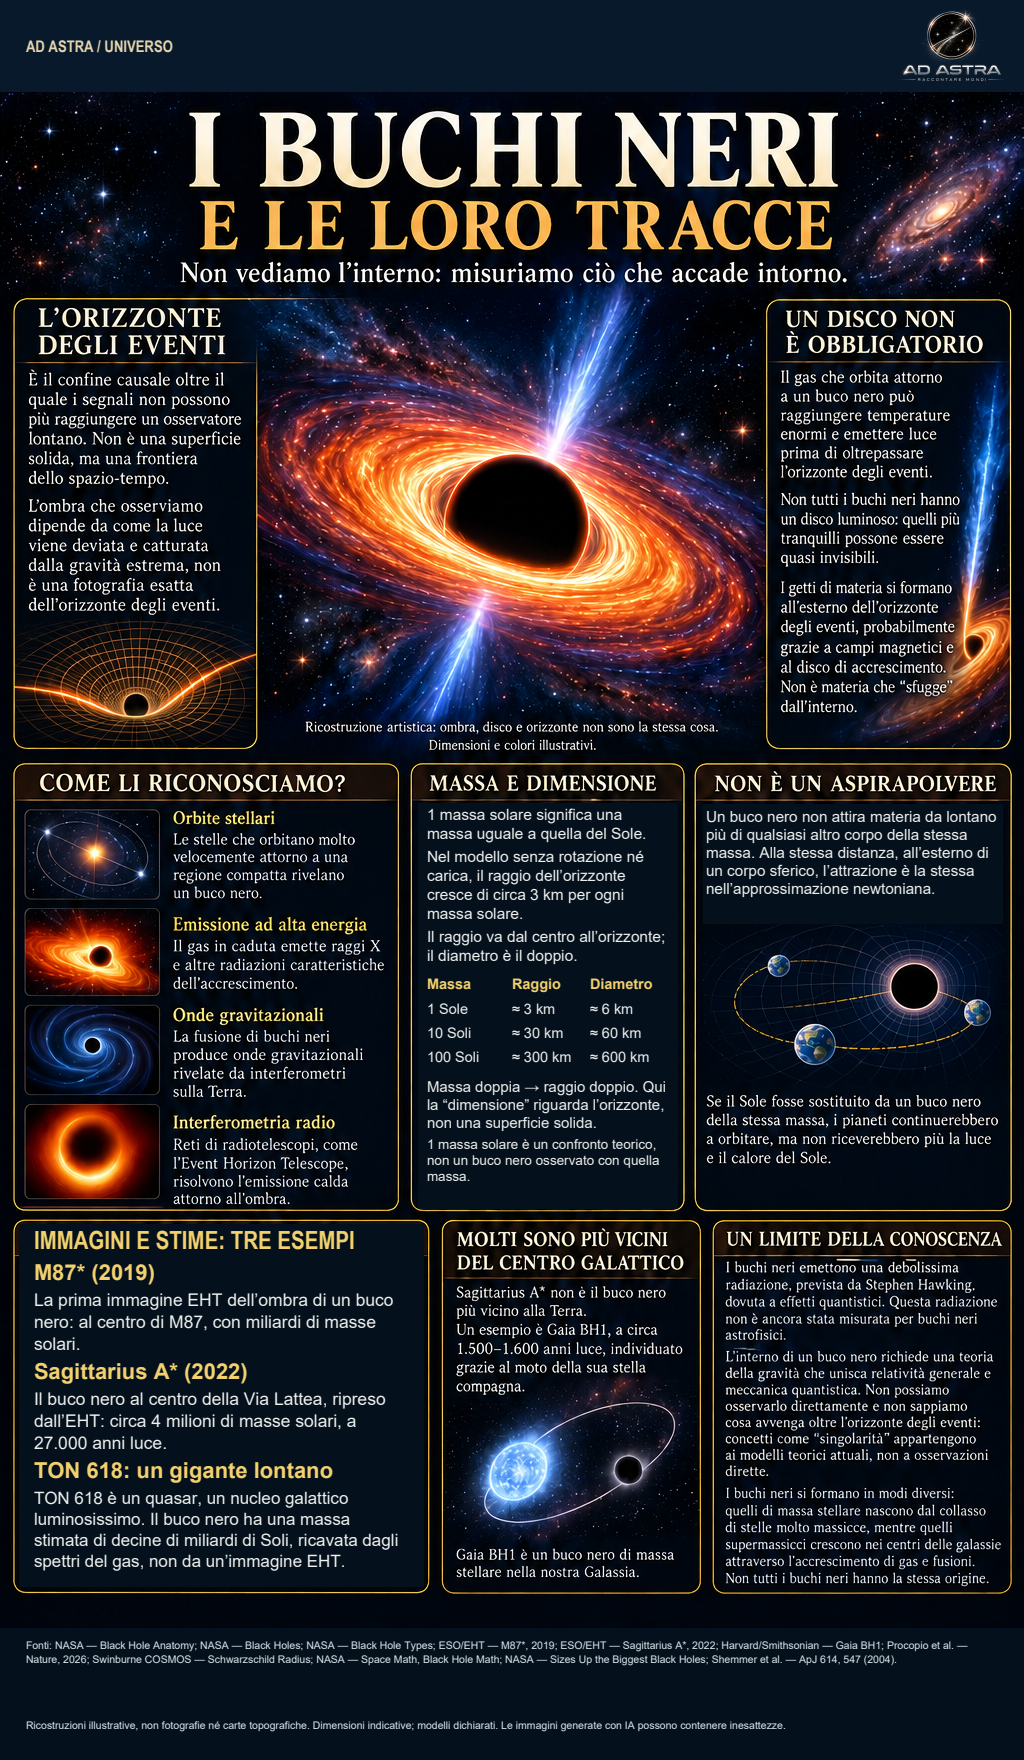 AD ASTRA / UNIVERSO
AD ASTRA
RACCONTARE MONDI
I BUCHI NERI
E LE LORO TRACCE
Non vediamo l’interno: misuriamo ciò che accade intorno.
L’ORIZZONTE
DEGLI EVENTI
È il confine causale oltre il
quale i segnali non possono
più raggiungere un osservatore
lontano. Non è una superficie
solida, ma una frontiera
dello spazio-tempo.
L’ombra che osserviamo
dipende da come la luce
viene deviata e catturata
dalla gravità estrema, non
è una fotografia esatta
dell’orizzonte degli eventi.
Ricostruzione artistica: ombra, disco e orizzonte non sono la stessa cosa.
Dimensioni e colori illustrativi.
UN DISCO NON
È OBBLIGATORIO
Il gas che orbita attorno
a un buco nero può
raggiungere temperature
enormi e emettere luce
prima di oltrepassare
l’orizzonte degli eventi.
Non tutti i buchi neri hanno
un disco luminoso: quelli più
tranquilli possone essere
quasi invisibili.
I getti di materia si formano
all’esterno dell’orizzonte
degli eventi, probabilmente
grazie a campi magnetici e
al disco di accrescimento.
Non è materia che “sfugge”
dall’interno.
COME LI RICONOSCIAMO?
Orbite stellari
Le stelle che orbitano molto
velocemente attorno a una
regione compatta rivelano
un buco nero.
Emissione ad alta energia
Il gas in caduta emette raggi X
e altre radiazioni caratteristiche
dell’accrescimento.
Onde gravitazionali
La fusione di buchi neri
produce onde gravitazionali
rivelate da interferometri
sulla Terra.
Interferometria radio
Reti di radiotelescopi, come
l’Event Horizon Telescope,
risolvono l’emissione calda
attorno all’ombra.
MASSA E DIMENSIONE
1 massa solare significa una
massa uguale a quella del Sole.
Nel modello senza rotazione né
carica, il raggio dell’orizzonte
cresce di circa 3 km per ogni
massa solare.
Il raggio va dal centro all’orizzonte;
il diametro è il doppio.
Massa Raggio Diametro
1 Sole ≈ 3 km ≈ 6 km
10 Soli ≈ 30 km ≈ 60 km
100 Soli ≈ 300 km ≈ 600 km
Massa doppia → raggio doppio. Qui
la “dimensione” riguarda l’orizzonte,
non una superficie solida.
1 massa solare è un confronto teorico,
non un buco nero osservato con quella
massa.
NON È UN ASPIRAPOLVERE
Un buco nero non attira materia da lontano
più di qualsiasi altro corpo della stessa
massa. Alla stessa distanza, all’esterno di
un corpo sferico, l’attrazione è la stessa
nell’approssimazione newtoniana.
Se il Sole fosse sostituito da un buco nero
della stessa massa, i pianeti continuerebbero
a orbitare, ma non riceverebbero più la luce
e il calore del Sole.
IMMAGINI E STIME: TRE ESEMPI
M87* (2019)
La prima immagine EHT dell’ombra di un buco
nero: al centro di M87, con miliardi di masse
solari.
Sagittarius A* (2022)
Il buco nero al centro della Via Lattea, ripreso
dall’EHT: circa 4 milioni di masse solari, a
27.000 anni luce.
TON 618: un gigante lontano
TON 618 è un quasar, un nucleo galattico
luminosissimo. Il buco nero ha una massa
stimata di decine di miliardi di Soli, ricavata dagli
spettri del gas, non da un’immagine EHT.
MOLTI SONO PIÙ VICINI
DEL CENTRO GALATTICO
Sagittarius A* non è il buco nero
più vicino alla Terra.
Un esempio è Gaia BH1, a circa
1.500–1.600 anni luce, individuato
grazie al moto della sua stella
compagna.
Gaia BH1 è un buco nero di massa
stellare nella nostra Galassia.
UN LIMITE DELLA CONOSCENZA
I buchi neri emettono una debolissima
radiazione, prevista da Stephen Hawking.
dovuta a effetti quantistici. Questa radiazione
non è ancora stata misurata per buchi neri
astrofisici.
L’interno di un buco nero richiede una teoria
della gravità che unisca relatività generale e
meccanica quantistica. Non possiamo
osservarlo direttamente e non sappiamo
cosa avvenga oltre l’orizzonte degli eventi:
concetti come “singolarità” appartengono
ai modelli teorici attuali, non a osservazioni
dirette.
I buchi neri si formano in modi diversi:
quelli di massa stellare nascono dal collasso
di stelle molto massicce, mentre quelli
supermassicci crescono nei centri delle galassie
attraverso l’accrescimento di gas e fusioni.
Non tutti i buchi neri hanno la stessa origine.
Fonti: NASA — Black Hole Anatomy; NASA — Black Holes; NASA — Black Hole Types; ESO/EHT — M87*, 2019; ESO/EHT — Sagittarius A*, 2022; Harvard/Smithsonian — Gaia BH1; Procopio et al. —
Nature, 2026; Swinburne COSMOS — Schwarzschild Radius; NASA — Space Math, Black Hole Math; NASA — Sizes Up the Biggest Black Holes; Shemmer et al. — ApJ 614, 547 (2004).
Ricostruzioni illustrative, non fotografie né carte topografiche. Dimensioni indicative; modelli dichiarati. Le immagini generate con IA possono contenere inesattezze.